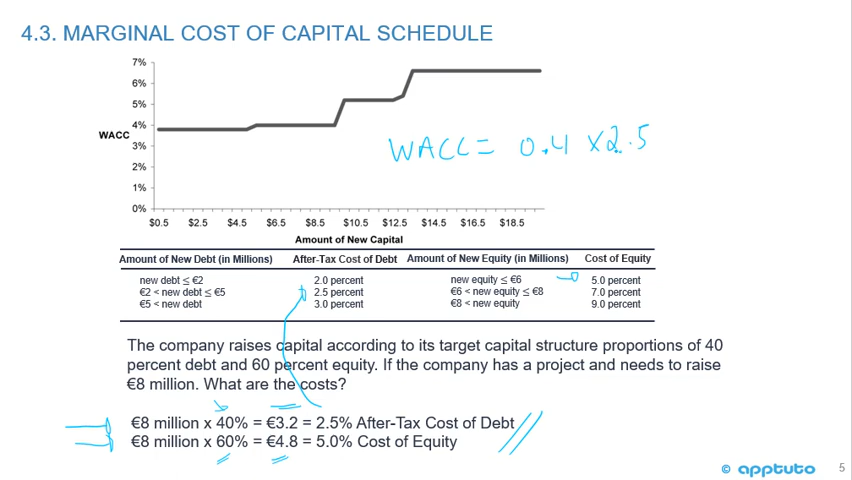 4.3. MARGINAL COST OF CAPITAL SCHEDULE
7%
6%
5%
4%
WACC
3%
2%
1%
0%
WACC = 0.4 x 2.5
$0.5 $2.5 $4.5 $6.5 $8.5 $10.5 $12.5 $14.5 $16.5 $18.5
Amount of New Capital
Amount of New Debt (in Millions) After-Tax Cost of Debt Amount of New Equity (in Millions) Cost of Equity
new debt ≤ €2 2.0 percent new equity ≤ €6 5.0 percent
€2 < new debt ≤ €5 2.5 percent €6 < new equity ≤ €8 7.0 percent
€5 < new debt 3.0 percent €8 < new equity 9.0 percent
The company raises capital according to its target capital structure proportions of 40
percent debt and 60 percent equity. If the company has a project and needs to raise
€8 million. What are the costs?
€8 million x 40% = €3.2 = 2.5% After-Tax Cost of Debt
€8 million x 60% = €4.8 = 5.0% Cost of Equity
© apptuto 5